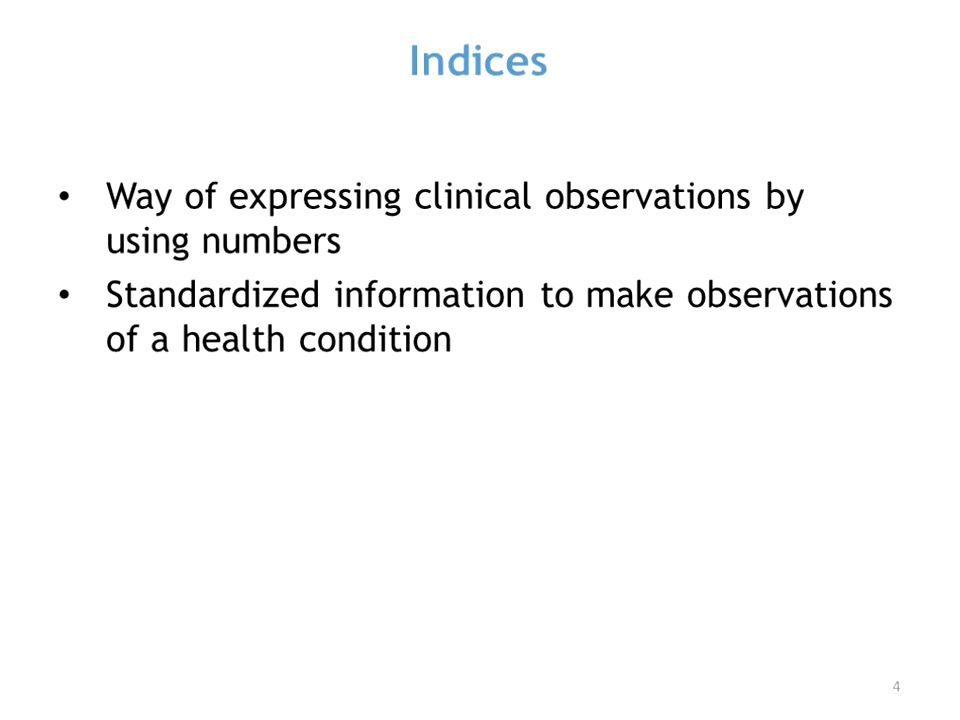 Indices
• Way of expressing clinical observations by
using numbers
• Standardized information to make observations
of a health condition
4